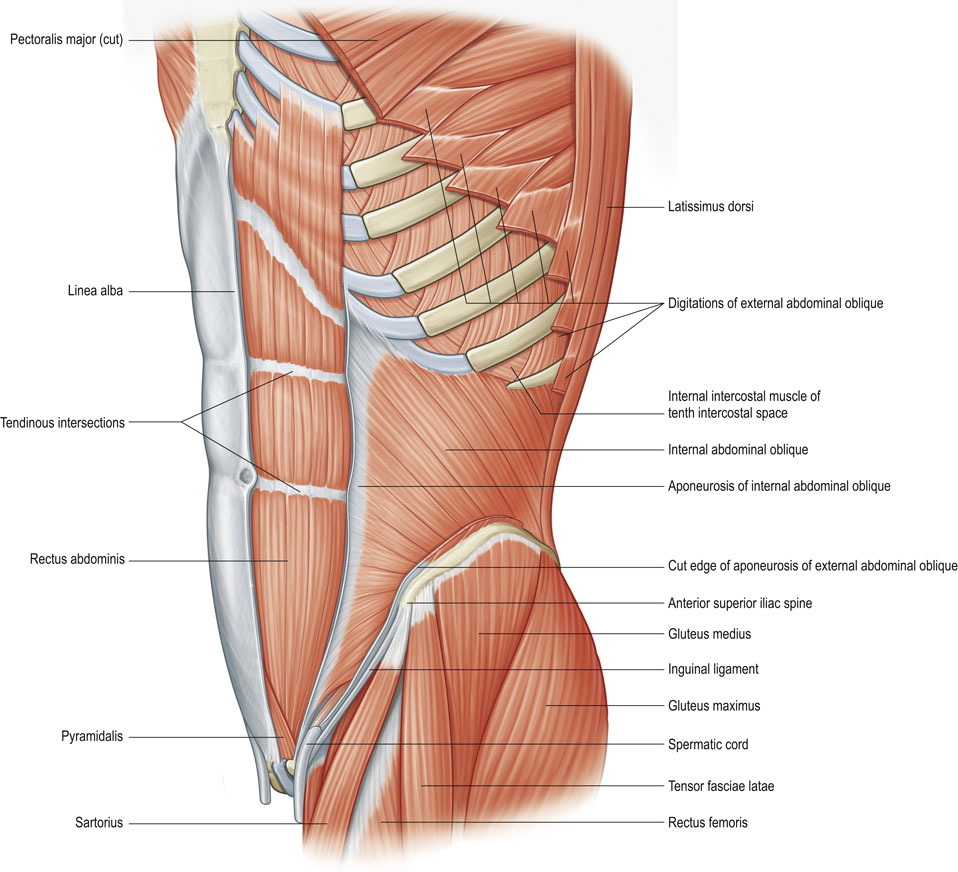 Pectoralis major (cut)
Linea alba
Tendinous intersections
Rectus abdominis
Pyramidalis
Sartorius
Latissimus dorsi
Digitations of external abdominal oblique
Internal intercostal muscle of
tenth intercostal space
Internal abdominal oblique
Aponeurosis of internal abdominal oblique
Cut edge of aponeurosis of external abdominal oblique
Anterior superior iliac spine
Gluteus medius
Inguinal ligament
Gluteus maximus
Spermatic cord
Tensor fasciae latae
Rectus femoris